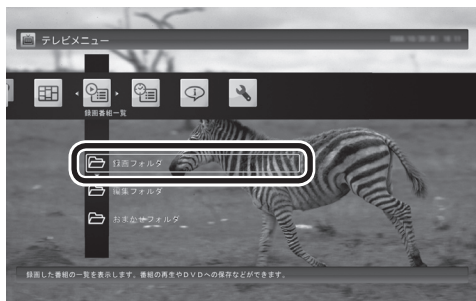 テレビメニュー
録画番組一覧
録画フォルダ
編集フォルダ
おまかせフォルダ
録画した番組の一覧を表示します。番組の再生やDVDへの保存などができます。